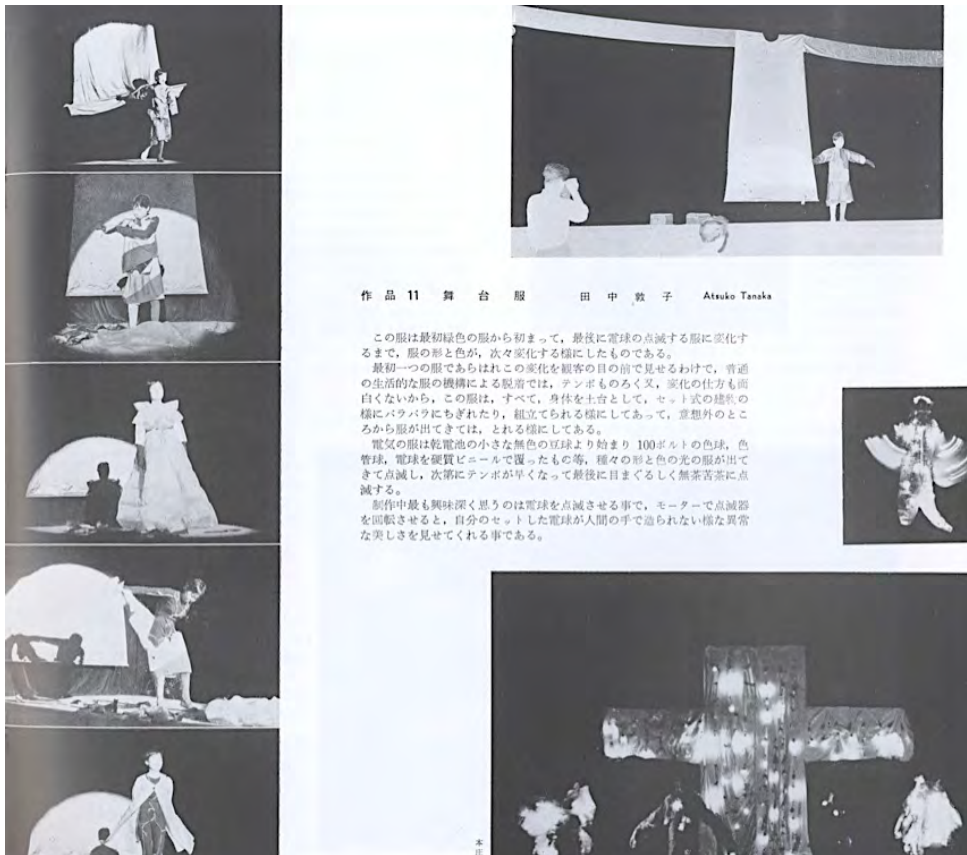 作品11 舞台服 田中敦子 Atsuko Tanaka
この服は最初緑色の服から初まって,最後に電球の点滅する服に変化す
るまで,服の形と色が,次々変化する様にしたものである。
最初一つの服であらはれこの変化を観客の目の前で見せるわけで,普通
の生活的な服の機構による脱着では,テンポものろく又,変化の仕方も面
白くないから,この服は,すべて,身体を土台として,セット式の建物の
様にバラバラにちぎれたり,組立てられる様にしてあって,意想外のとこ
ろから服が出てきては,とれる様にしてある。
電気の服は乾電池の小さな無色の豆球より始まり 100ボルトの色球,色
管球,電球を硬質ビニールで覆ったもの等,種々の形と色の光の服が出て
きて点滅し,次第にテンポが早くなって最後に目まぐるしく無茶苦茶に点
滅する。
制作中最も興味深く思うのは電球を点滅させる事で,モーターで点滅器
を回転させると,自分のセットした電球が人間の手で造られない様な異常
な美しさを見せてくれる事である。
本庄